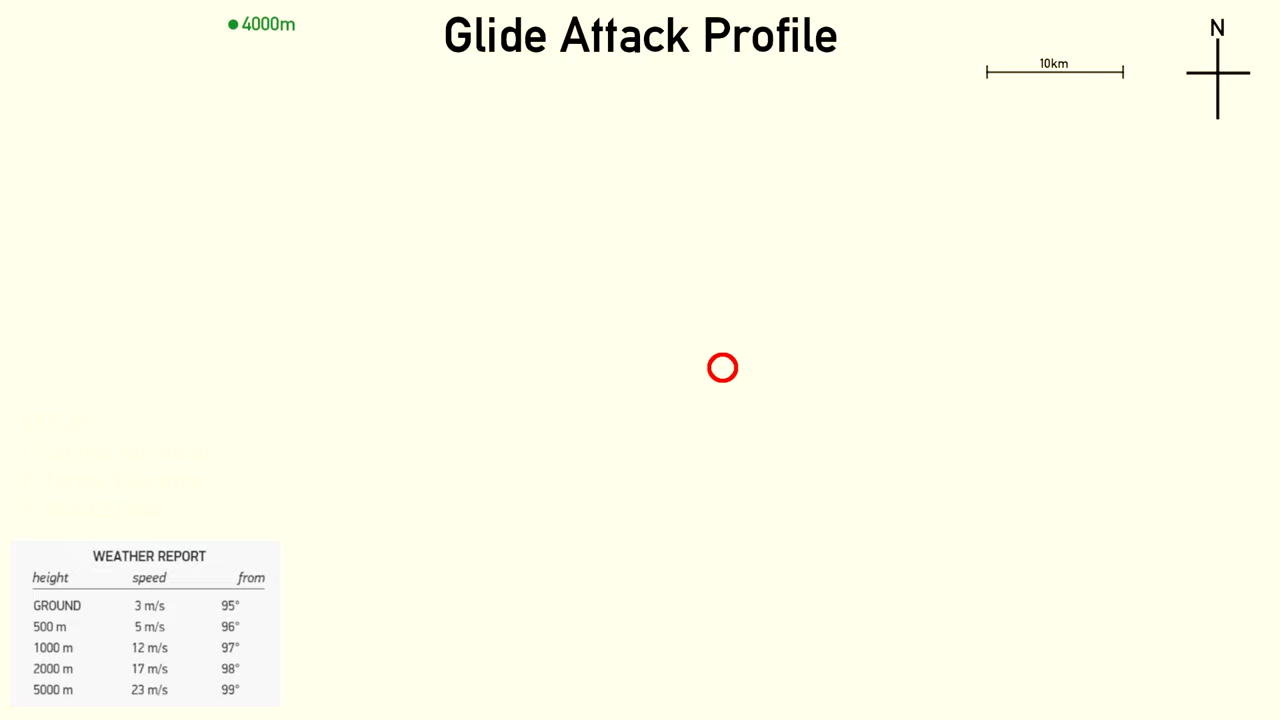 4000m
Glide Attack Profile
N
10km
WEATHER REPORT
height speed from
GROUND 3 m/s 95°
500 m 5 m/s 96°
1000 m 12 m/s 97°
2000 m 17 m/s 98°
5000 m 23 m/s 99°